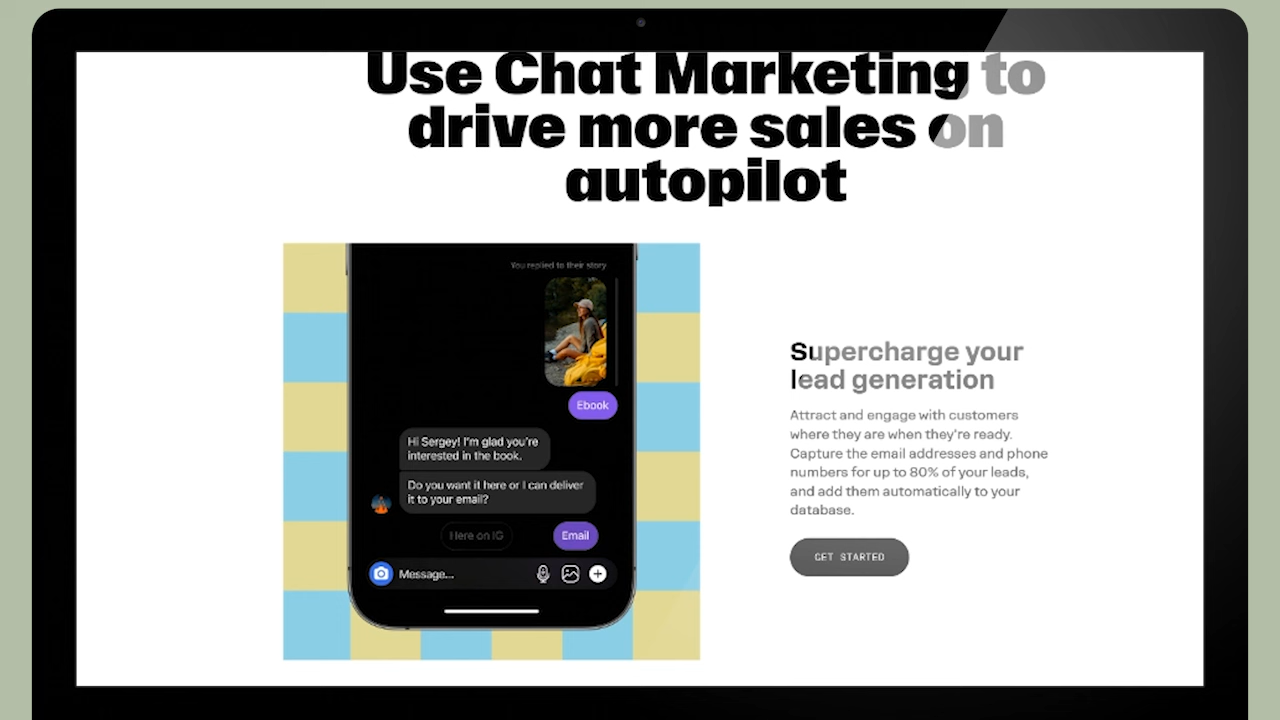 Use Chat Marketing to
drive more sales on
autopilot
You replied to their story
Ebook
Hi Sergey! I'm glad you're
interested in the book.
Do you want it here or I can deliver
it to your email?
Here on IG
Email
Message...
Supercharge your
lead generation
Attract and engage with customers
where they are when they're ready.
Capture the email addresses and phone
numbers for up to 80% of your leads,
and add them automatically to your
database.
GET STARTED